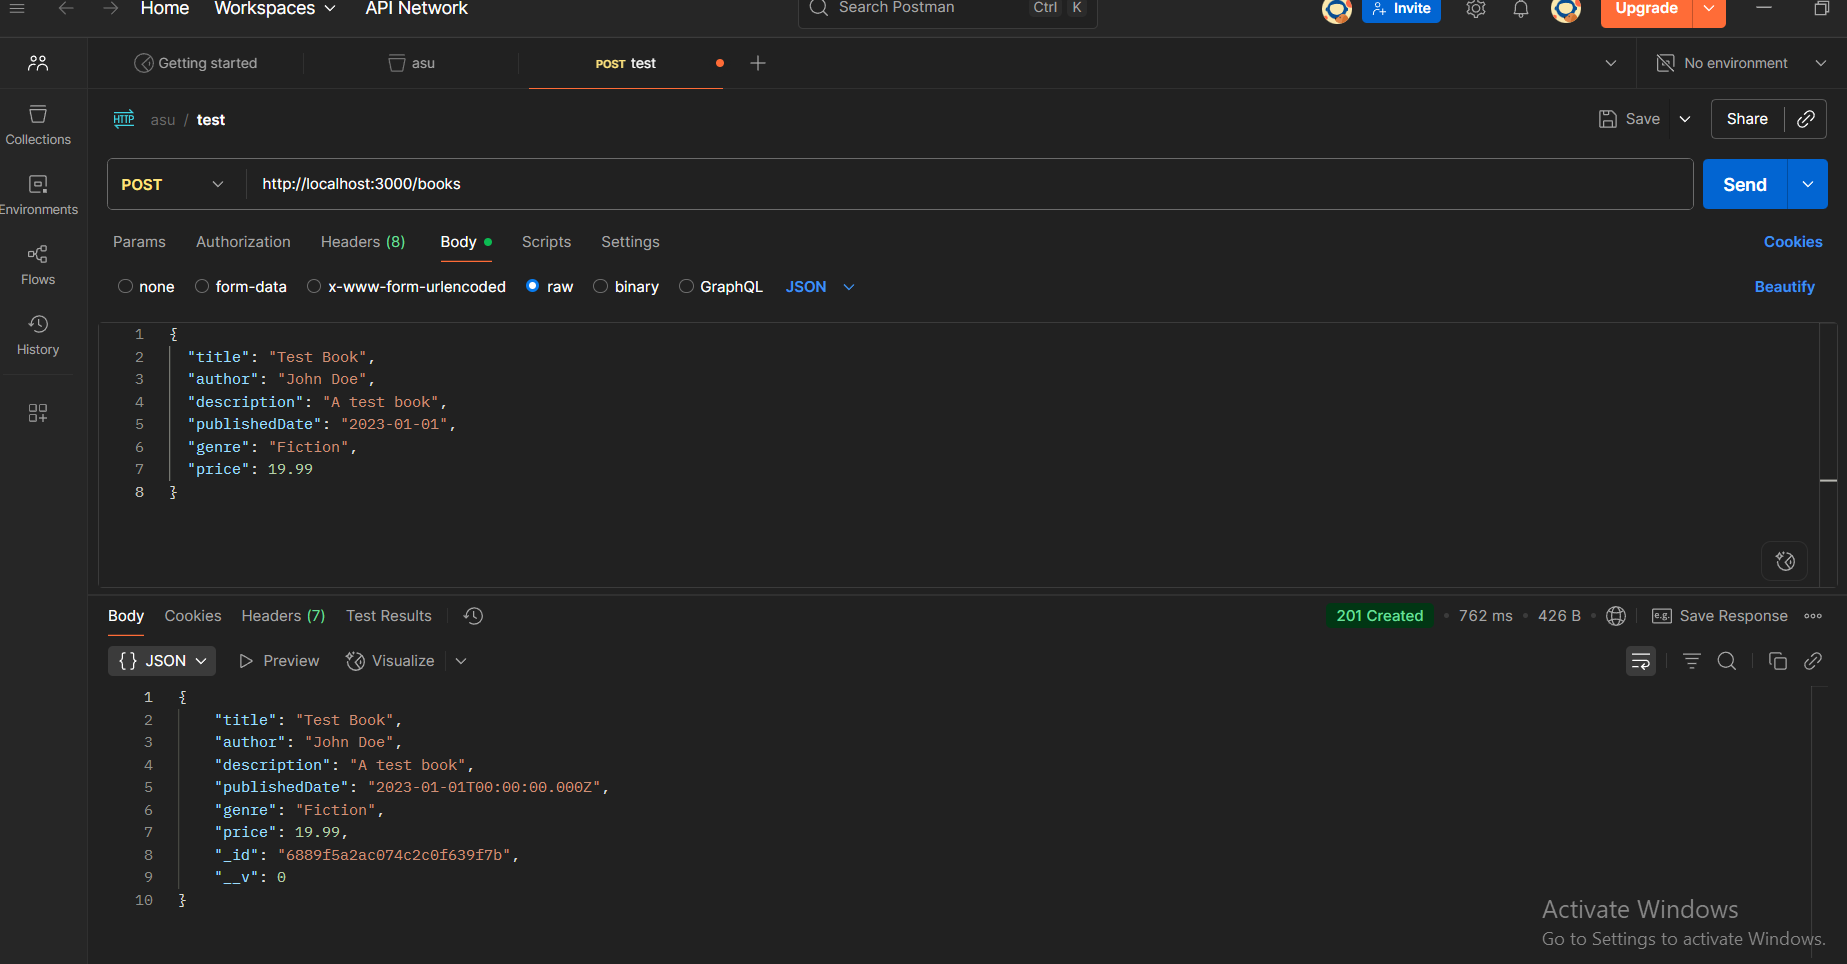 Home Workspaces API Network Search Postman Ctrl K Invite Upgrade
Getting started asu POST test No environment
HTTP asu / test Save Share
Collections
Environments
Flows
History
POST http://localhost:3000/books Send
Params Authorization Headers (8) Body Scripts Settings Cookies
none form-data x-www-form-urlencoded raw binary GraphQL JSON Beautify
1 {
2 "title": "Test Book",
3 "author": "John Doe",
4 "description": "A test book",
5 "publishedDate": "2023-01-01",
6 "genre": "Fiction",
7 "price": 19.99
8 }
Body Cookies Headers (7) Test Results 201 Created 762 ms 426 B e.g. Save Response
{} JSON Preview Visualize
1 {
2 "title": "Test Book",
3 "author": "John Doe",
4 "description": "A test book",
5 "publishedDate": "2023-01-01T00:00:00.000Z",
6 "genre": "Fiction",
7 "price": 19.99,
8 "_id": "6889f5a2ac074c2c0f639f7b",
9 "__v": 0
10 }
Activate Windows
Go to Settings to activate Windows.